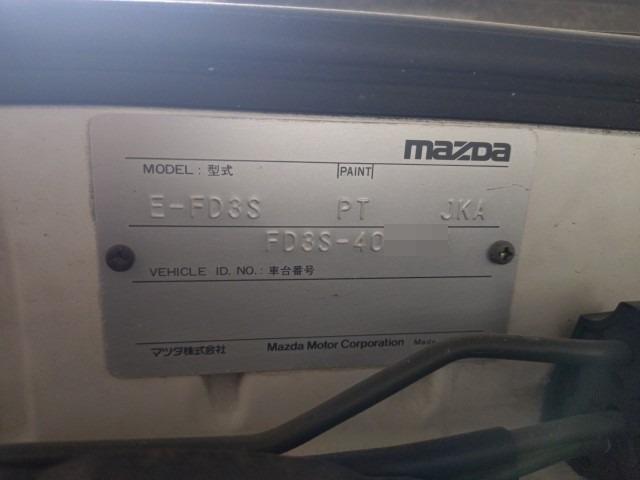 mazda
MODEL : 型式 PAINT
E-FD3S PT JKA
FD3S-40
VEHICLE ID. NO. : 車台番号
マツダ株式会社 Mazda Motor Corporation Made